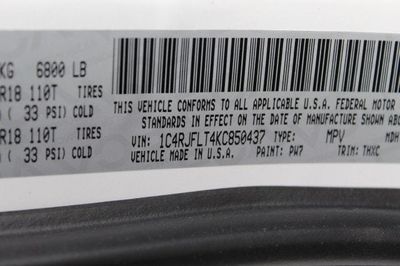 KG 6800 LB
R18 110T TIRES
( 33 PSI) COLD
R18 110T TIRES
( 33 PSI) COLD
THIS VEHICLE CONFORMS TO ALL APPLICABLE U.S.A. FEDERAL MOTOR
STANDARDS IN EFFECT ON THE DATE OF MANUFACTURE SHOWN AB
VIN: 1C4RJFLT4KC850437 TYPE: MPV MDH
VEHICLE MADE IN U.S.A. PAINT: PW7 TRIM: THXC